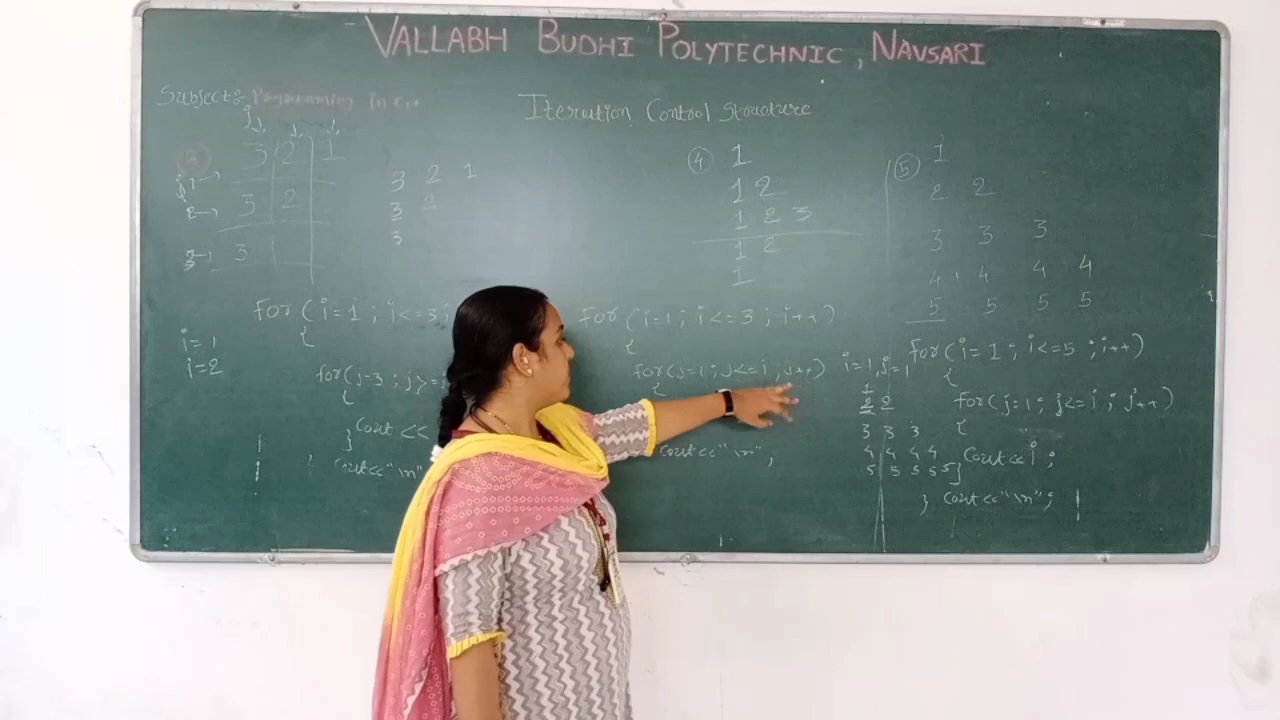 VALLABH BUDHI POLYTECHNIC, NAVSARI
Subject:- Programming in C++
Iteration Control Structure
j
3 2 1
i 1→
2→ 3 2
3→ 3
3 2 1
3 2
3
④ 1
1 2
1 2 3
1 2
1
⑤ 1
2 2
3 3 3
4 4 4 4
5 5 5 5
i=1
i=2
for (i=1; i<=3;
{
for(j=3; j>=
{
} cout <<
} cout<<"\n"
for (i=1; i<=3; i++)
{
for(j=1; j<=i; j++)
{
cout<<"\n";
i=1, j=1
1
2 2
3 3 3
4 4 4 4
5 5 5 5 5
for(i=1; i<=5; i++)
{
for(j=1; j<=i; j++)
{
cout<<i;
}
} cout<<"\n";